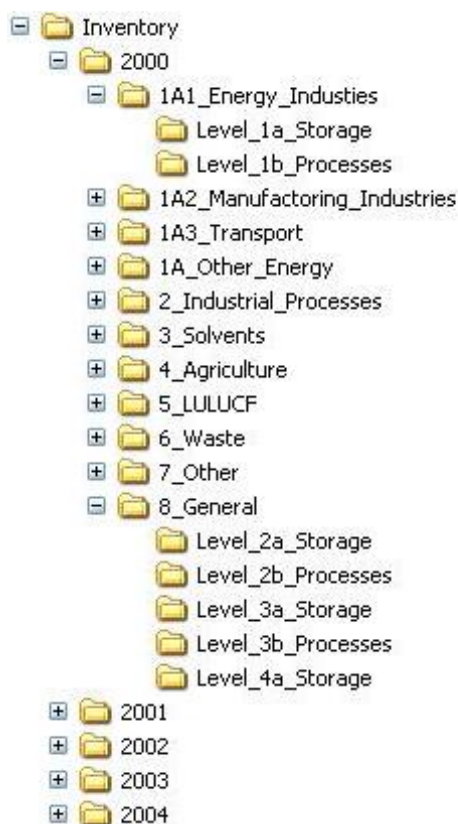 Inventory
2000
1A1_Energy_Industies
Level_1a_Storage
Level_1b_Processes
1A2_Manufactoring_Industries
1A3_Transport
1A_Other_Energy
2_Industrial_Processes
3_Solvents
4_Agriculture
5_LULUCF
6_Waste
7_Other
8_General
Level_2a_Storage
Level_2b_Processes
Level_3a_Storage
Level_3b_Processes
Level_4a_Storage
2001
2002
2003
2004